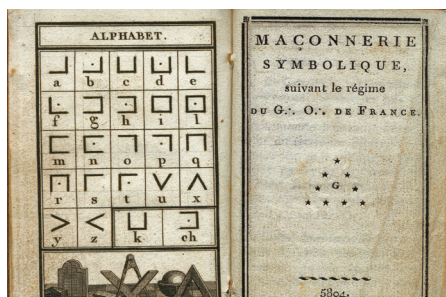 ALPHABET.
a b c d e
f g h i l
m n o p q
r s t u x
y z k ch
MAÇONNERIE
SYMBOLIQUE,
suivant le régime
DU G∴ O∴ DE FRANCE.
G
5804.